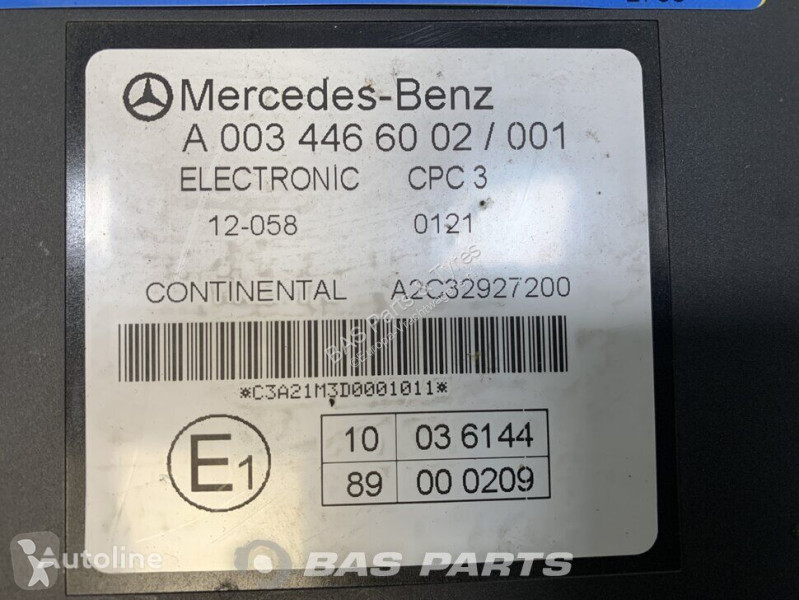 Mercedes-Benz
A 003 446 60 02 / 001
ELECTRONIC CPC 3
12-058 0121
CONTINENTAL A2C32927200
*C3A21M3D0001011*
E1
10 03 6144
89 00 0209
Autoline
BAS PARTS